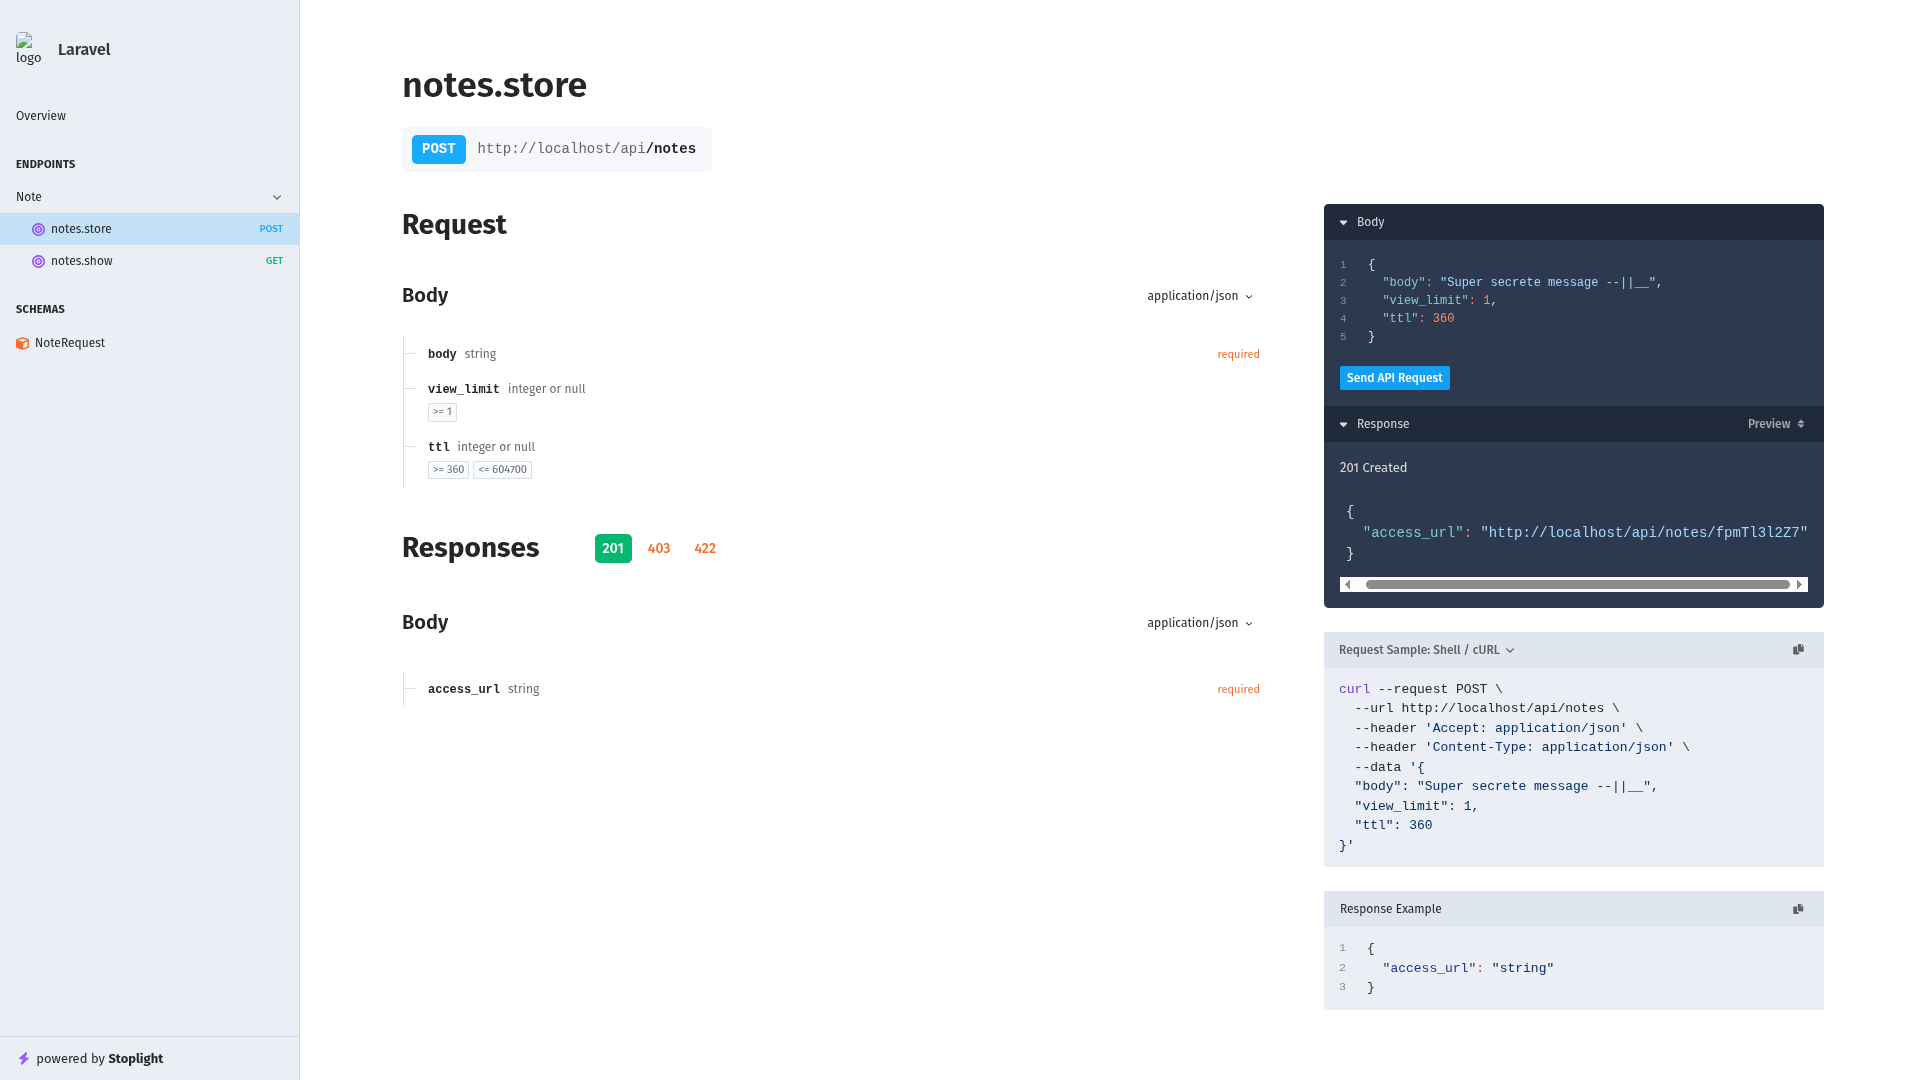 logo
Laravel
Overview
ENDPOINTS
Note
notes.store POST
notes.show GET
SCHEMAS
NoteRequest
powered by Stoplight
notes.store
POST http://localhost/api/notes
Request
Body application/json
body string required
view_limit integer or null
>= 1
ttl integer or null
>= 360 <= 604700
Responses 201 403 422
Body application/json
access_url string required
Body
1 {
2 "body": "Super secrete message --||__",
3 "view_limit": 1,
4 "ttl": 360
5 }
Send API Request
Response Preview
201 Created
{
"access_url": "http://localhost/api/notes/fpmTl3l2Z7"
}
Request Sample: Shell / cURL
curl --request POST \
--url http://localhost/api/notes \
--header 'Accept: application/json' \
--header 'Content-Type: application/json' \
--data '{
"body": "Super secrete message --||__",
"view_limit": 1,
"ttl": 360
}'
Response Example
1 {
2 "access_url": "string"
3 }